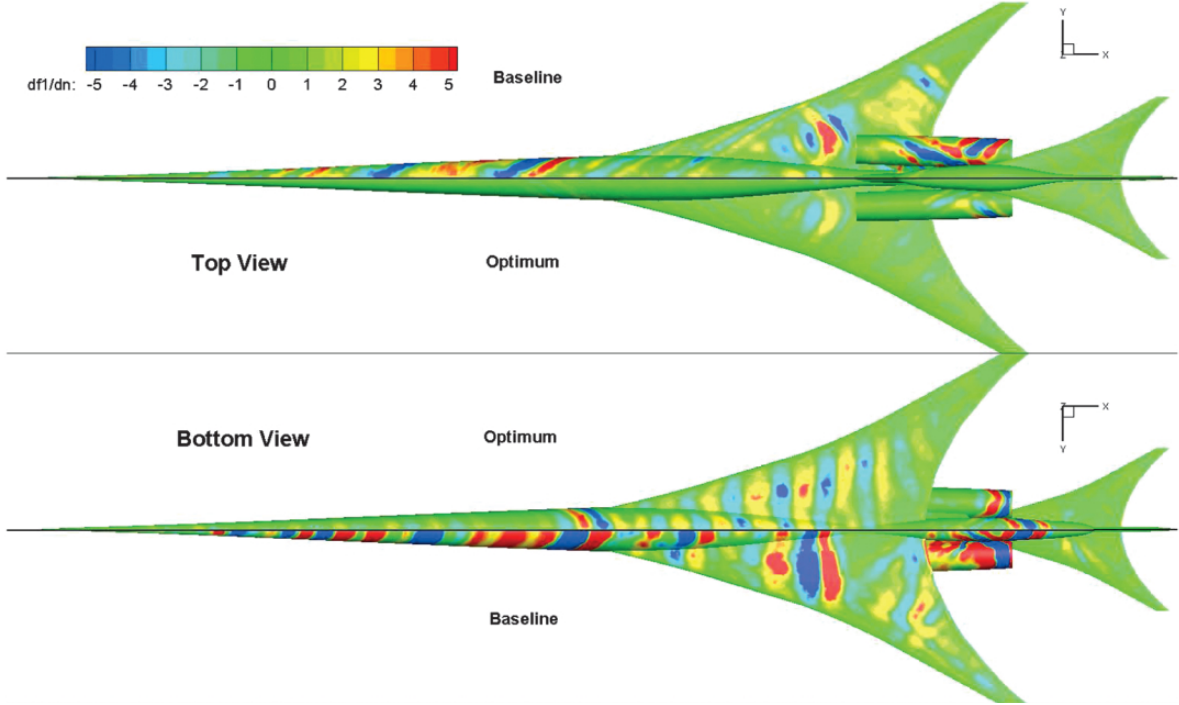 Baseline
df1/dn: -5 -4 -3 -2 -1 0 1 2 3 4 5
Y
Z X
Top View
Optimum
Bottom View
Optimum
Z X
Y
Baseline